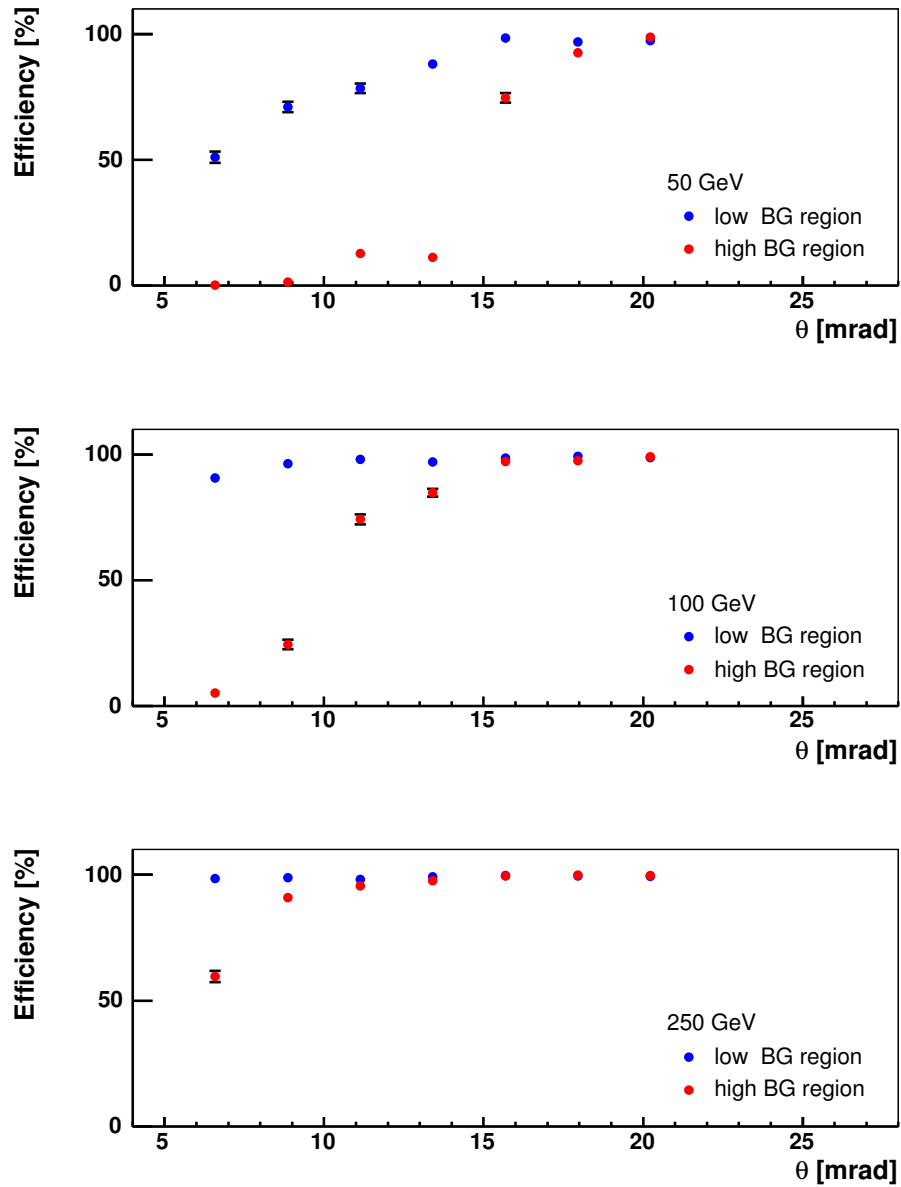 Efficiency [%]
100
50
0
50 GeV
low BG region
high BG region
5 10 15 20 25
θ [mrad]
Efficiency [%]
100
50
0
100 GeV
low BG region
high BG region
5 10 15 20 25
θ [mrad]
Efficiency [%]
100
50
0
250 GeV
low BG region
high BG region
5 10 15 20 25
θ [mrad]